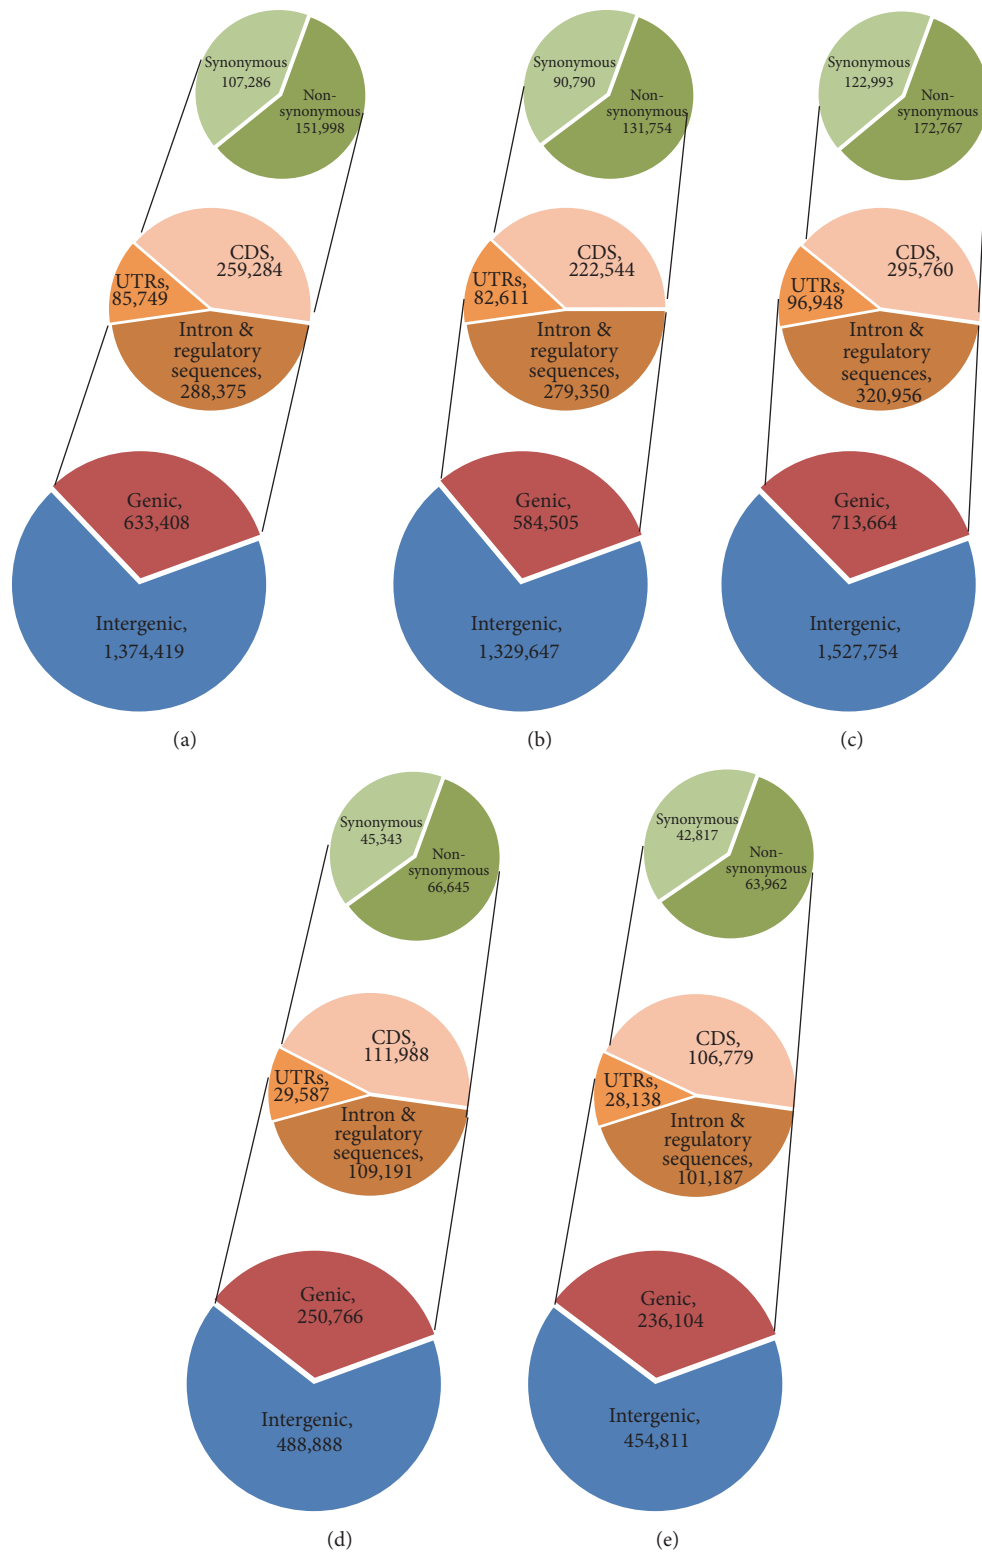 Synonymous
107,286
Non-
synonymous
151,998
CDS,
259,284
UTRs,
85,749
Intron &
regulatory
sequences,
288,375
Genic,
633,408
Intergenic,
1,374,419
(a)
Synonymous
90,790
Non-
synonymous
131,754
CDS,
222,544
UTRs,
82,611
Intron &
regulatory
sequences,
279,350
Genic,
584,505
Intergenic,
1,329,647
(b)
Synonymous
122,993
Non-
synonymous
172,767
CDS,
295,760
UTRs,
96,948
Intron &
regulatory
sequences,
320,956
Genic,
713,664
Intergenic,
1,527,754
(c)
Synonymous
45,343
Non-
synonymous
66,645
CDS,
111,988
UTRs,
29,587
Intron &
regulatory
sequences,
109,191
Genic,
250,766
Intergenic,
488,888
(d)
Synonymous
42,817
Non-
synonymous
63,962
CDS,
106,779
UTRs,
28,138
Intron &
regulatory
sequences,
101,187
Genic,
236,104
Intergenic,
454,811
(e)